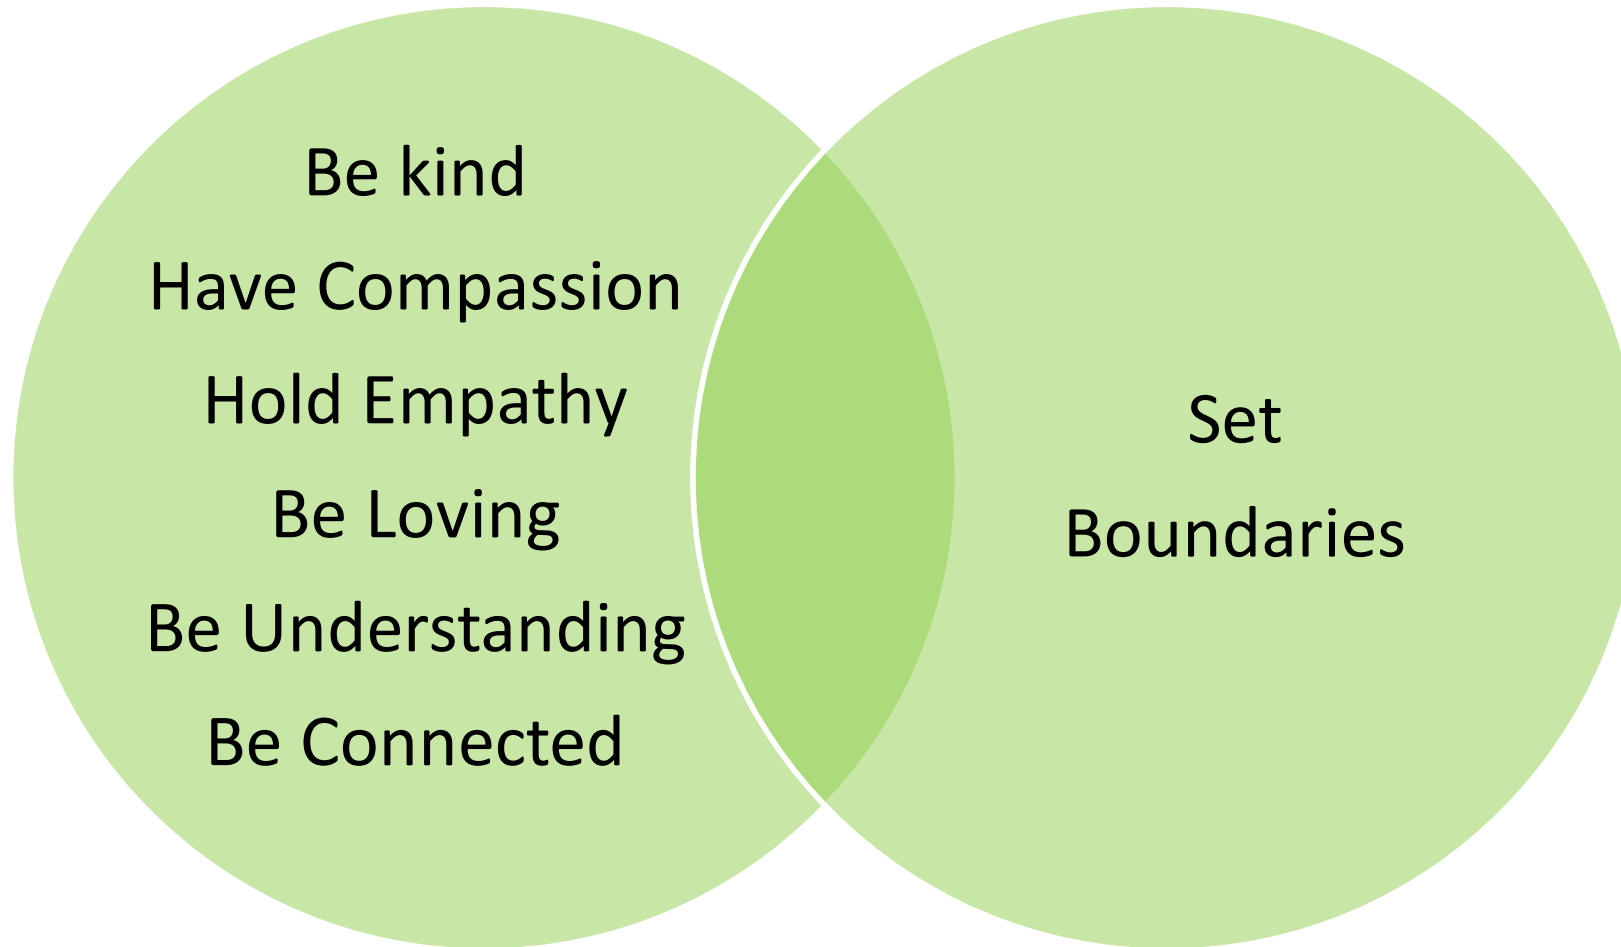 Be kind
Have Compassion
Hold Empathy
Be Loving
Be Understanding
Be Connected
Set
Boundaries